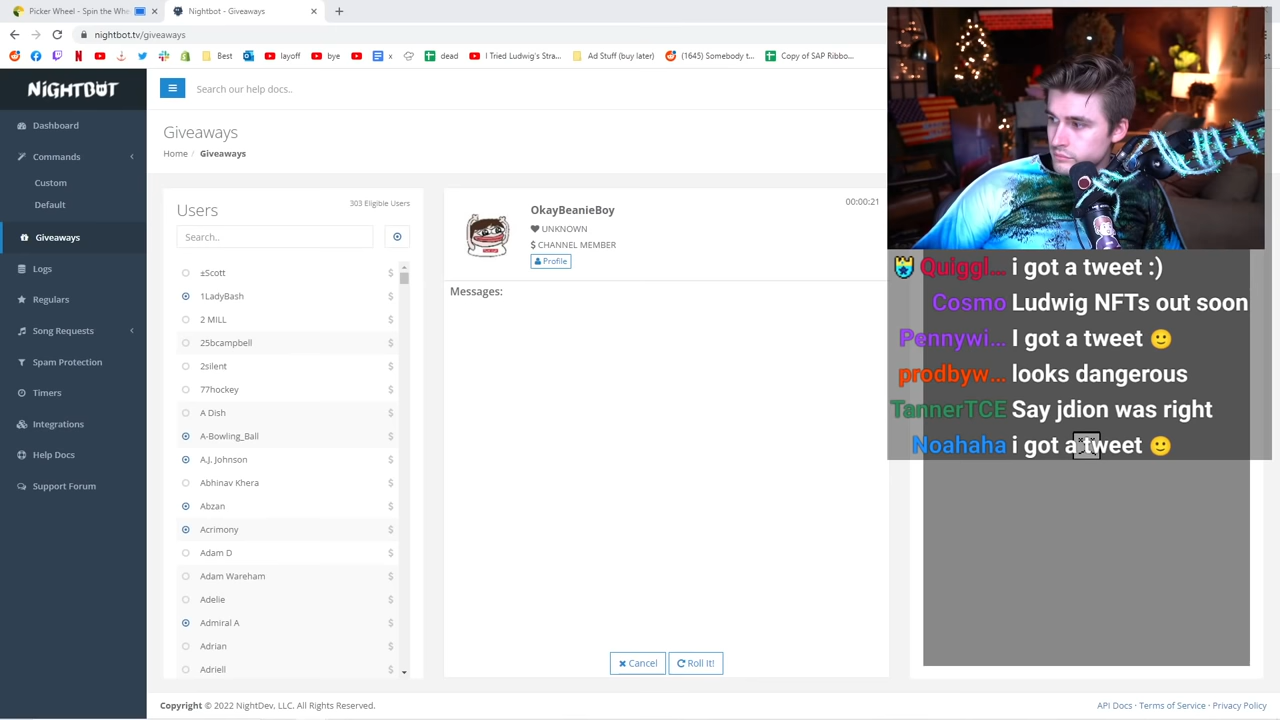 Picker Wheel - Spin the Whe
Nightbot - Giveaways
nightbot.tv/giveaways
Best
layoff
bye
x
dead
I Tried Ludwig's Stra...
Ad Stuff (buy later)
(1645) Somebody t...
Copy of SAP Ribbo...
NiGHTBOT
Search our help docs..
Dashboard
Commands
Custom
Default
Giveaways
Logs
Regulars
Song Requests
Spam Protection
Timers
Integrations
Help Docs
Support Forum
Giveaways
Home / Giveaways
Users
303 Eligible Users
Search...
±Scott $
1LadyBash $
2 MILL $
25bcampbell $
2silent $
77hockey $
A Dish $
A-Bowling_Ball $
A.J. Johnson $
Abhinav Khera $
Abzan $
Acrimony $
Adam D $
Adam Wareham $
Adelie $
Admiral A $
Adrian $
Adriell $
OkayBeanieBoy
00:00:21
UNKNOWN
$ CHANNEL MEMBER
Profile
Messages:
Cancel
Roll It!
Quiggl... i got a tweet :)
Cosmo Ludwig NFTs out soon
Pennywi... I got a tweet 🙂
prodbyw... looks dangerous
TannerTCE Say jdion was right
Noahaha i got a tweet 🙂
Copyright © 2022 NightDev, LLC. All Rights Reserved.
API Docs · Terms of Service · Privacy Policy